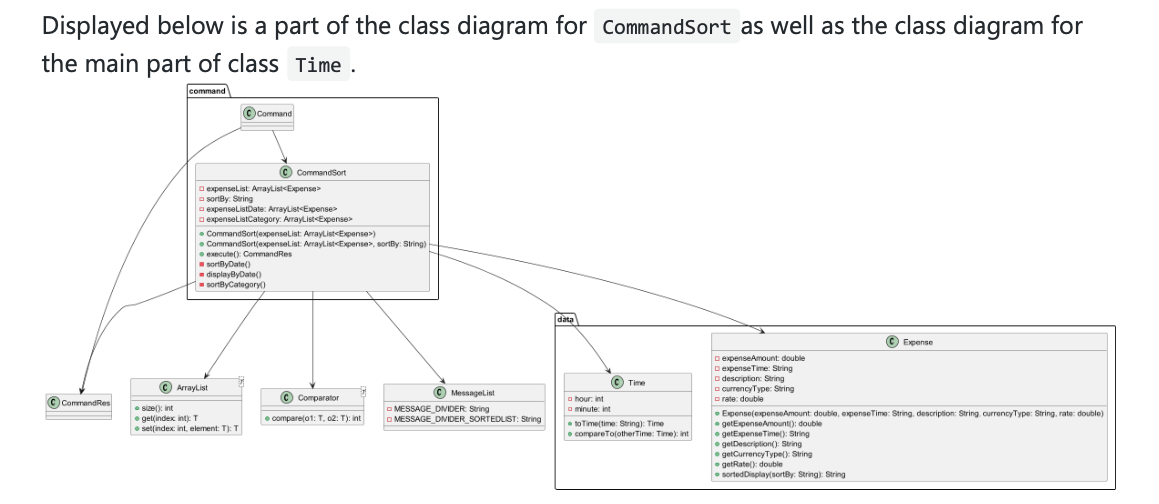 Displayed below is a part of the class diagram for CommandSort as well as the class diagram for
the main part of class Time .
command
C Command
C CommandSort
expenseList: ArrayList<Expense>
sortBy: String
expenseListDate: ArrayList<Expense>
expenseListCategory: ArrayList<Expense>
CommandSort(expenseList: ArrayList<Expense>)
CommandSort(expenseList: ArrayList<Expense>, sortBy: String)
execute(): CommandRes
sortByDate()
displayByDate()
sortByCategory()
data
C Expense
expenseAmount: double
expenseTime: String
description: String
currencyType: String
rate: double
Expense(expenseAmount: double, expenseTime: String, description: String, currencyType: String, rate: double)
getExpenseAmount(): double
getExpenseTime(): String
getDescription(): String
getCurrencyType(): String
getRate(): double
sortedDisplay(sortBy: String): String
C Time
hour: int
minute: int
toTime(time: String): Time
compareTo(otherTime: Time): int
C CommandRes
C ArrayList
size(): int
get(index: int): T
set(index: int, element: T): T
C Comparator
compare(o1: T, o2: T): int
C MessageList
MESSAGE_DIVIDER: String
MESSAGE_DIVIDER_SORTEDLIST: String